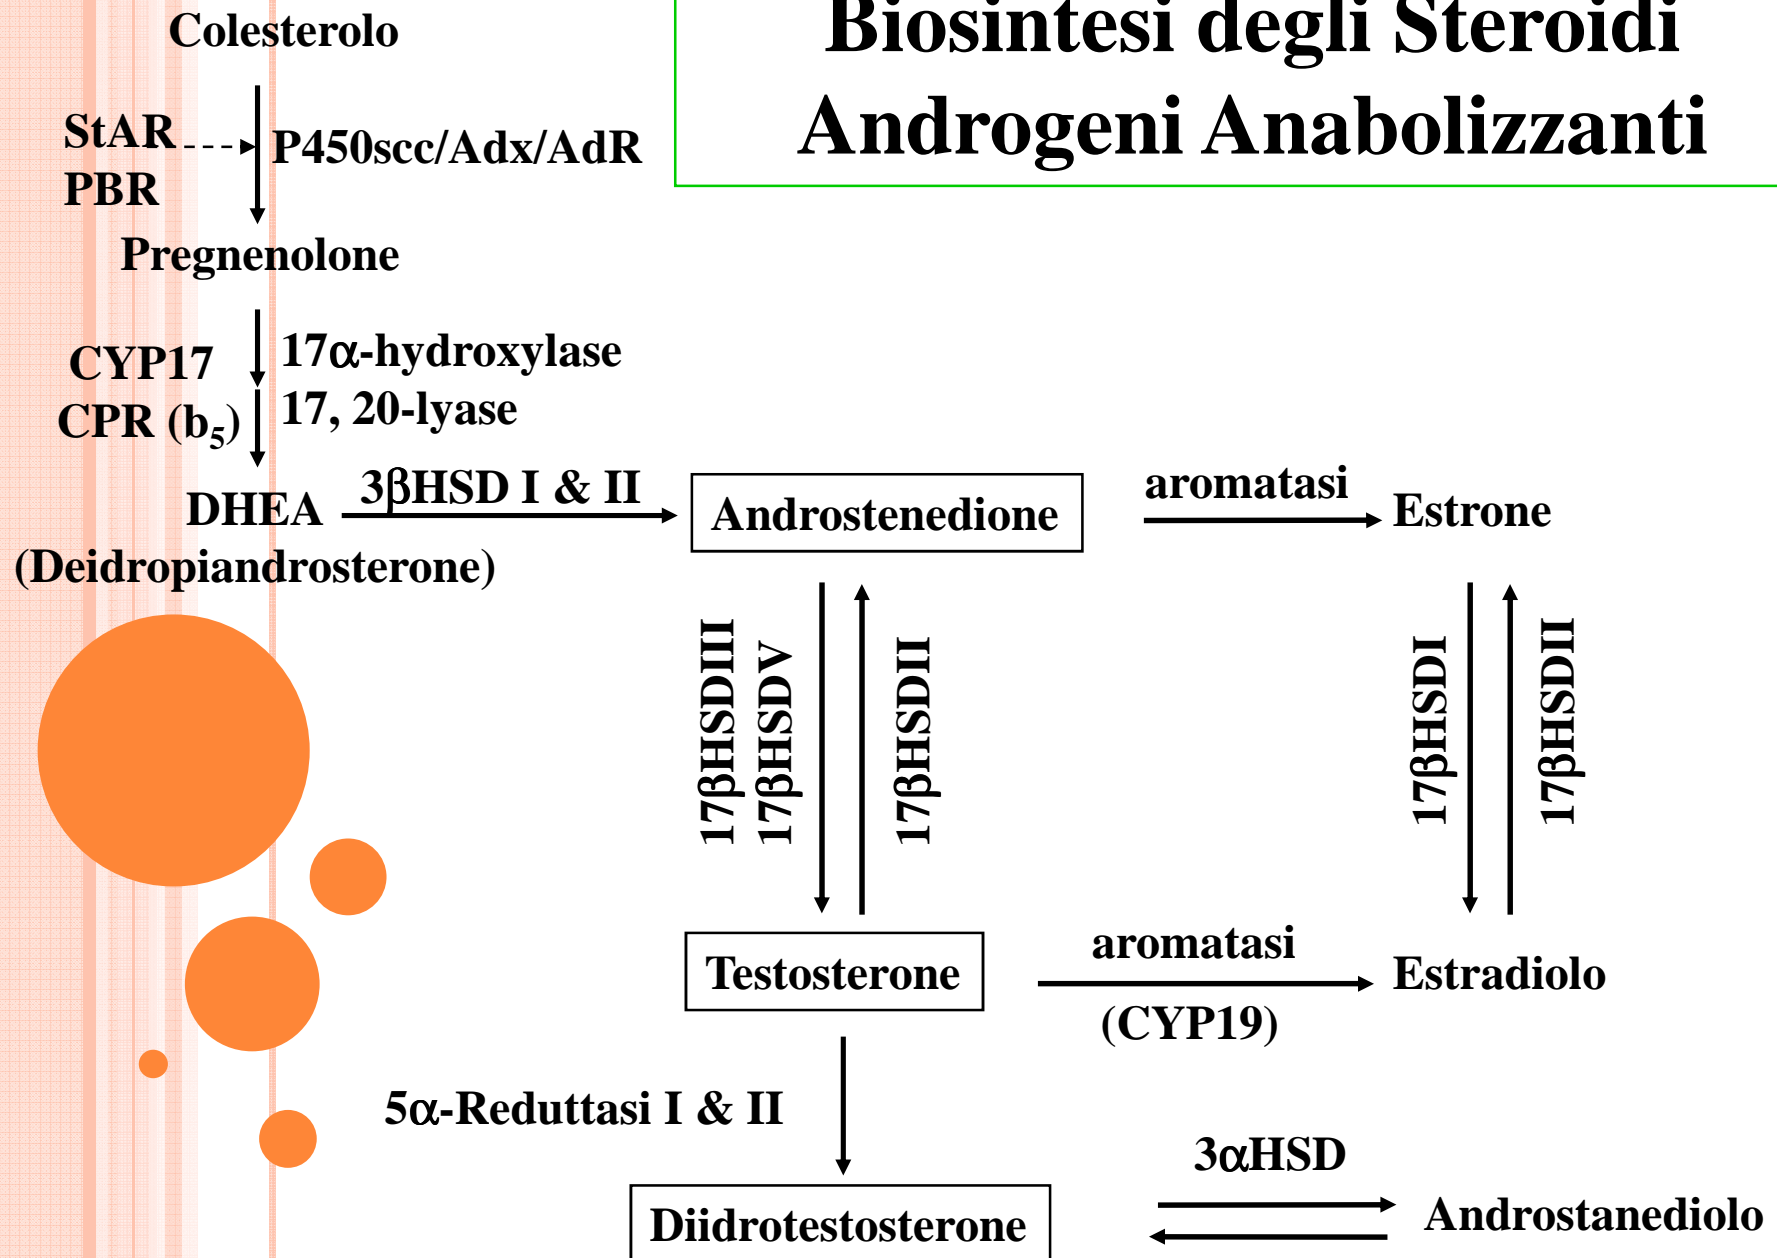 Biosintesi degli Steroidi
Androgeni Anabolizzanti
Colesterolo
StAR
PBR
P450scc/Adx/AdR
Pregnenolone
CYP17
CPR (b₅)
17α-hydroxylase
17, 20-lyase
DHEA
(Deidropiandrosterone)
3βHSD I & II
Androstenedione
aromatasi
Estrone
17βHSDIII
17βHSDV
17βHSDII
17βHSDI
17βHSDII
Testosterone
aromatasi
(CYP19)
Estradiolo
5α-Reduttasi I & II
Diidrotestosterone
3αHSD
Androstanediolo